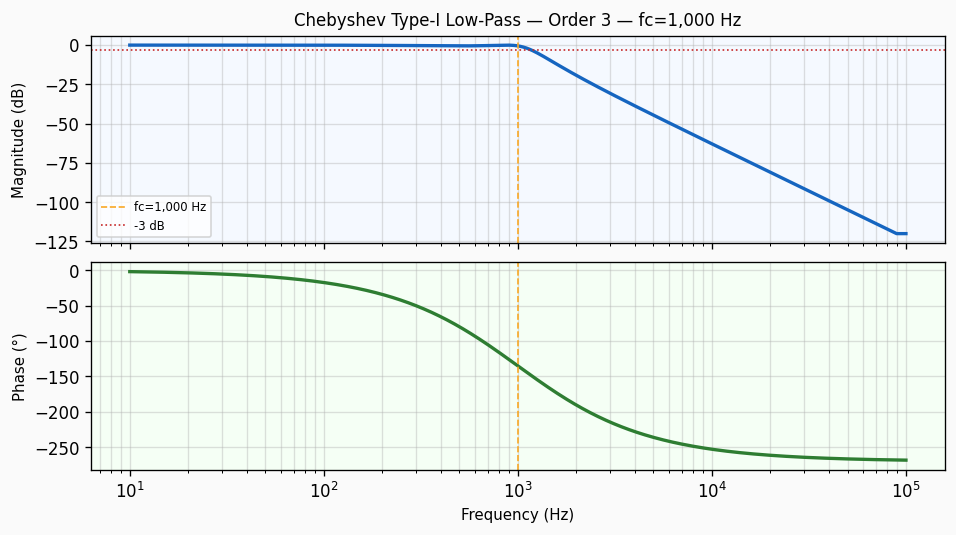 Chebyshev Type-I Low-Pass — Order 3 — fc=1,000 Hz
Magnitude (dB)
0
−25
−50
−75
−100
−125
fc=1,000 Hz
-3 dB
Phase (°)
0
−50
−100
−150
−200
−250
10¹
10²
10³
10⁴
10⁵
Frequency (Hz)